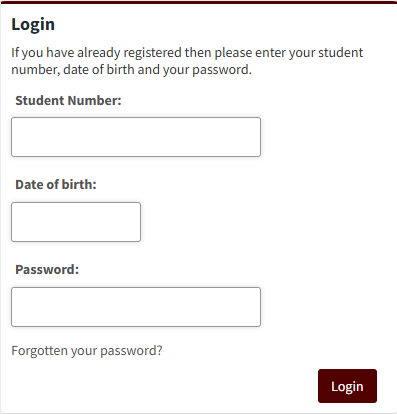 Login
If you have already registered then please enter your student
number, date of birth and your password.
Student Number:
Date of birth:
Password:
Forgotten your password?
Login